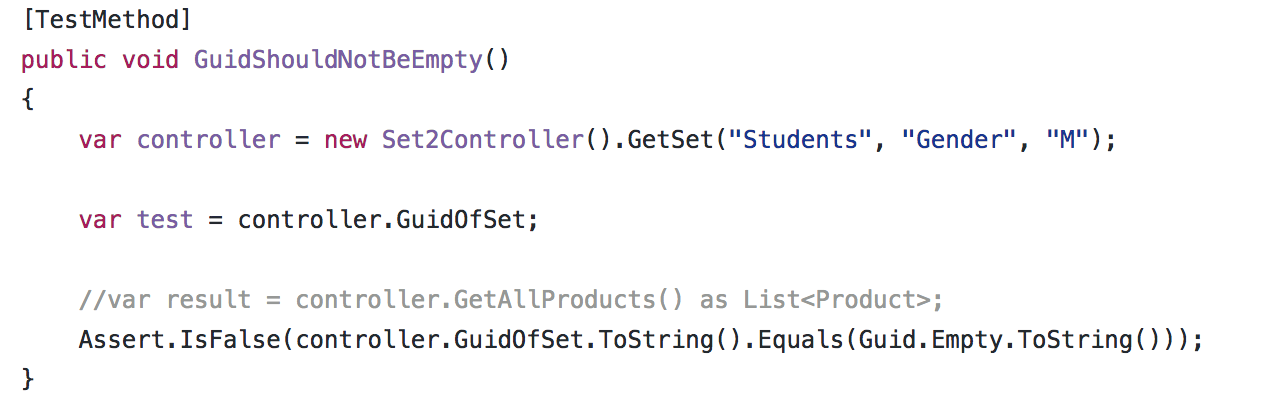 [TestMethod]
public void GuidShouldNotBeEmpty()
{
    var controller = new Set2Controller().GetSet("Students", "Gender", "M");
    var test = controller.GuidOfSet;
    //var result = controller.GetAllProducts() as List<Product>;
    Assert.IsFalse(controller.GuidOfSet.ToString().Equals(Guid.Empty.ToString()));
}